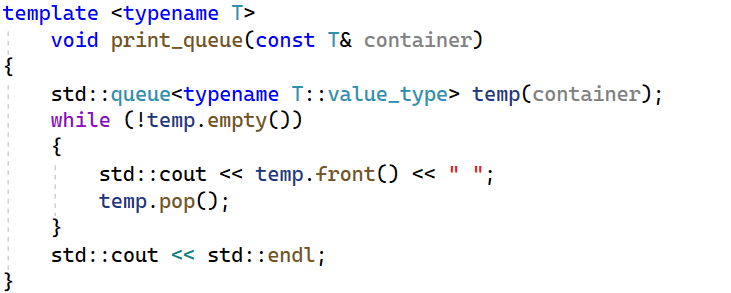 template <typename T>
    void print_queue(const T& container)
{
    std::queue<typename T::value_type> temp(container);
    while (!temp.empty())
    {
        std::cout << temp.front() << " ";
        temp.pop();
    }
    std::cout << std::endl;
}